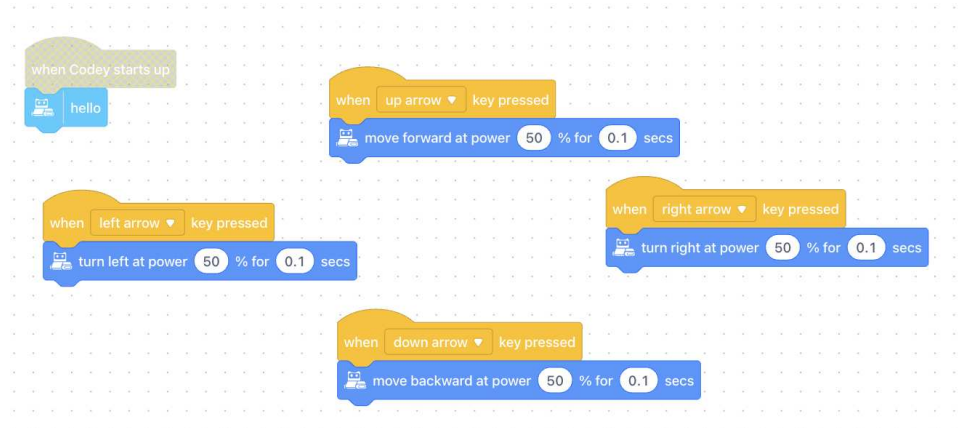 when Codey starts up
hello
when up arrow ▼ key pressed
move forward at power 50 % for 0.1 secs
when left arrow ▼ key pressed
turn left at power 50 % for 0.1 secs
when right arrow ▼ key pressed
turn right at power 50 % for 0.1 secs
when down arrow ▼ key pressed
move backward at power 50 % for 0.1 secs